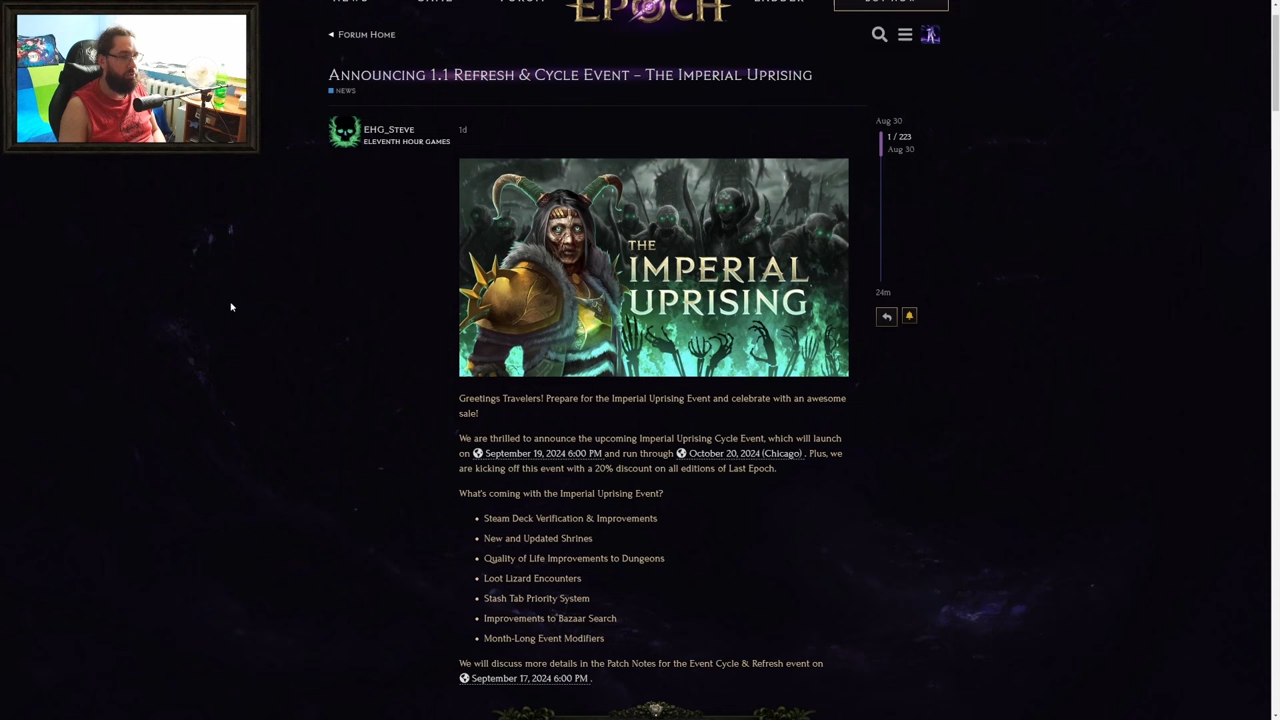 EPOCH
Forum Home
Announcing 1.1 Refresh & Cycle Event – The Imperial Uprising
NEWS
EHG_Steve
ELEVENTH HOUR GAMES
1d
Aug 30
1 / 223
Aug 30
THE
IMPERIAL
UPRISING
24m
Greetings Travelers! Prepare for the Imperial Uprising Event and celebrate with an awesome
sale!
We are thrilled to announce the upcoming Imperial Uprising Cycle Event, which will launch
on September 19, 2024 6:00 PM and run through October 20, 2024 (Chicago) . Plus, we
are kicking off this event with a 20% discount on all editions of Last Epoch.
What's coming with the Imperial Uprising Event?
• Steam Deck Verification & Improvements
• New and Updated Shrines
• Quality of Life Improvements to Dungeons
• Loot Lizard Encounters
• Stash Tab Priority System
• Improvements to Bazaar Search
• Month-Long Event Modifiers
We will discuss more details in the Patch Notes for the Event Cycle & Refresh event on
September 17, 2024 6:00 PM .